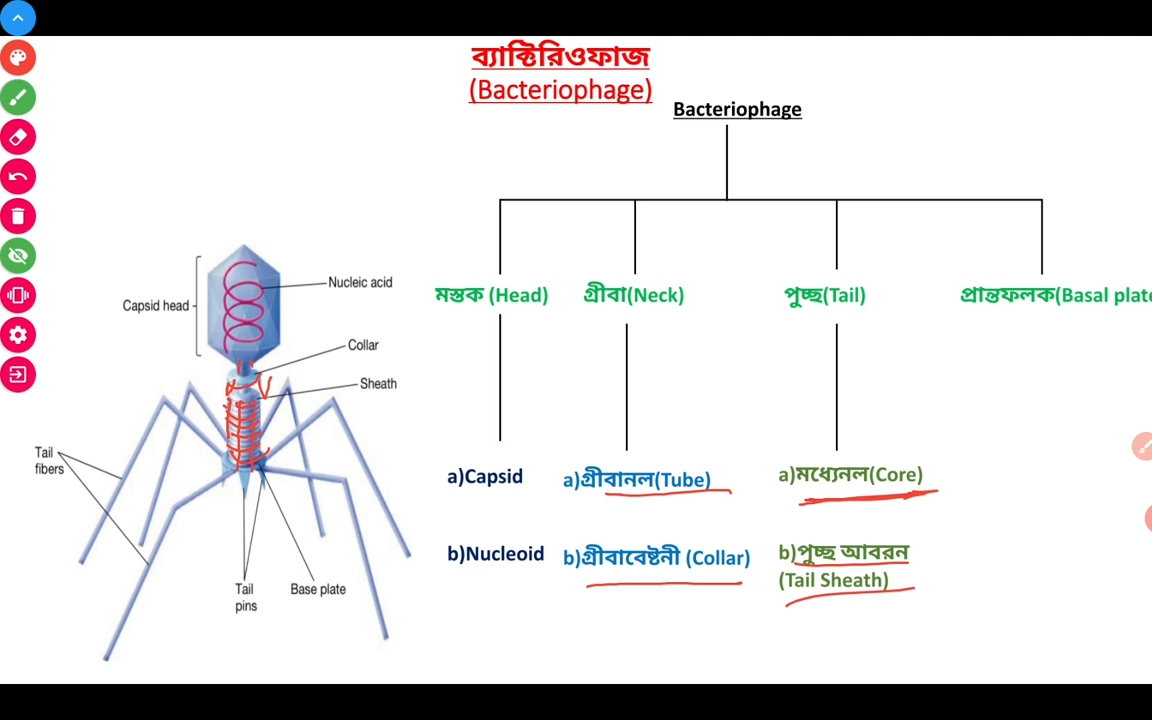 ব্যাক্টিরিওফাজ
(Bacteriophage)
Bacteriophage
মস্তক (Head)
গ্রীবা(Neck)
পুচ্ছ(Tail)
প্রান্তফলক(Basal plate
Nucleic acid
Capsid head
Collar
Sheath
Tail
fibers
Tail
pins
Base plate
a)Capsid
b)Nucleoid
a)গ্রীবানল(Tube)
b)গ্রীবাবেষ্টনী (Collar)
a)মধ্যেনল(Core)
b)পুচ্ছ আবরন
(Tail Sheath)